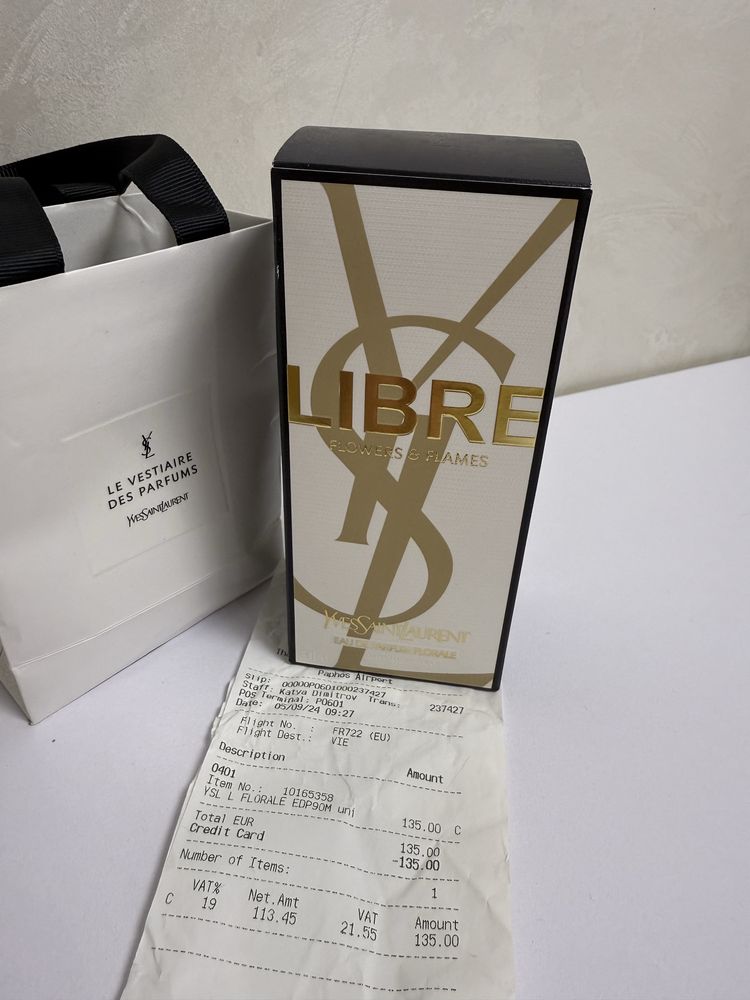 YSL
LE VESTIAIRE
DES PARFUMS
YVESSAINTLAURENT
YSL
LIBRE
FLOWERS & FLAMES
YVESSAINTLAURENT
EAU DE PARFUM FLORALE
Paphos Airport
Slip: 00000P0601000237427
Staff: Katya Dimitrov Trans: 237427
POS Terminal: P0601
Date: 05/09/24 09:27
Flight No. : FR722 (EU)
Flight Dest.: VIE
Description Amount
0401
Item No.: 10165358
YSL L FLORALE EDP90M uni 135.00 C
Total EUR 135.00
Credit Card -135.00
Number of Items: 1
VAT% Net.Amt VAT Amount
C 19 113.45 21.55 135.00